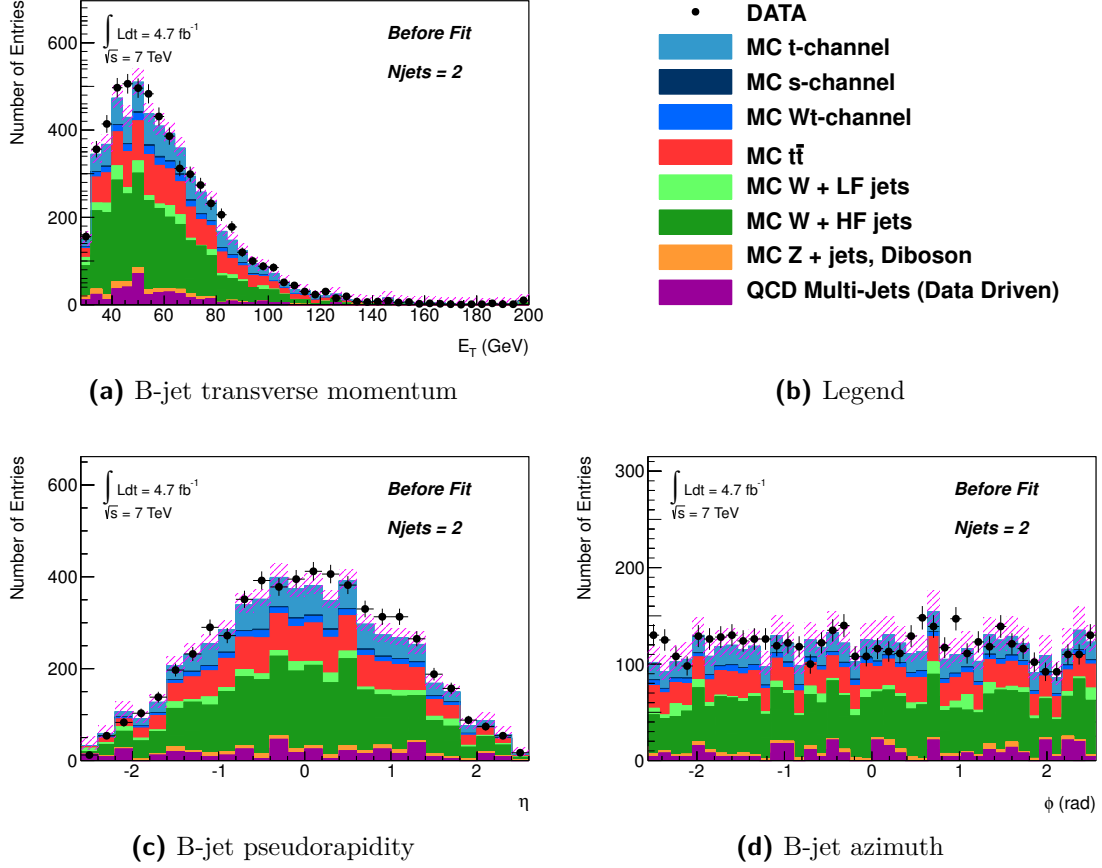 Number of Entries
600
400
200
0
∫ Ldt = 4.7 fb⁻¹
√s = 7 TeV
Before Fit
Njets = 2
40 60 80 100 120 140 160 180 200
E_T (GeV)
(a) B-jet transverse momentum
DATA
MC t-channel
MC s-channel
MC Wt-channel
MC tt̄
MC W + LF jets
MC W + HF jets
MC Z + jets, Diboson
QCD Multi-Jets (Data Driven)
(b) Legend
Number of Entries
600
400
200
0
∫ Ldt = 4.7 fb⁻¹
√s = 7 TeV
Before Fit
Njets = 2
-2 -1 0 1 2
η
(c) B-jet pseudorapidity
Number of Entries
300
200
100
0
∫ Ldt = 4.7 fb⁻¹
√s = 7 TeV
Before Fit
Njets = 2
-2 -1 0 1 2
ϕ (rad)
(d) B-jet azimuth